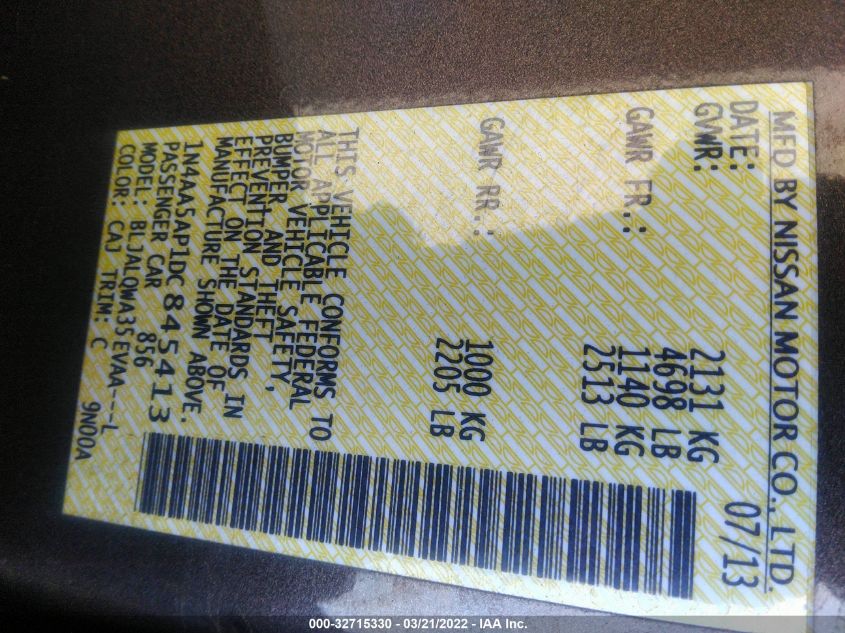 MFD BY NISSAN MOTOR CO., LTD.
DATE: 07/13
GVWR: 2131 KG
4698 LB
GAWR FR.: 1140 KG
2513 LB
GAWR RR.: 1000 KG
2205 LB
THIS VEHICLE CONFORMS TO
ALL APPLICABLE FEDERAL
MOTOR VEHICLE SAFETY,
BUMPER, AND THEFT
PREVENTION STANDARDS IN
EFFECT ON THE DATE OF
MANUFACTURE SHOWN ABOVE.
1N4AA5AP1DC845413
PASSENGER CAR 856
MODEL: BLJALQWA35EVAA---L
COLOR: CAJ TRIM: C 9N00A
000-32715330 - 03/21/2022 - IAA Inc.